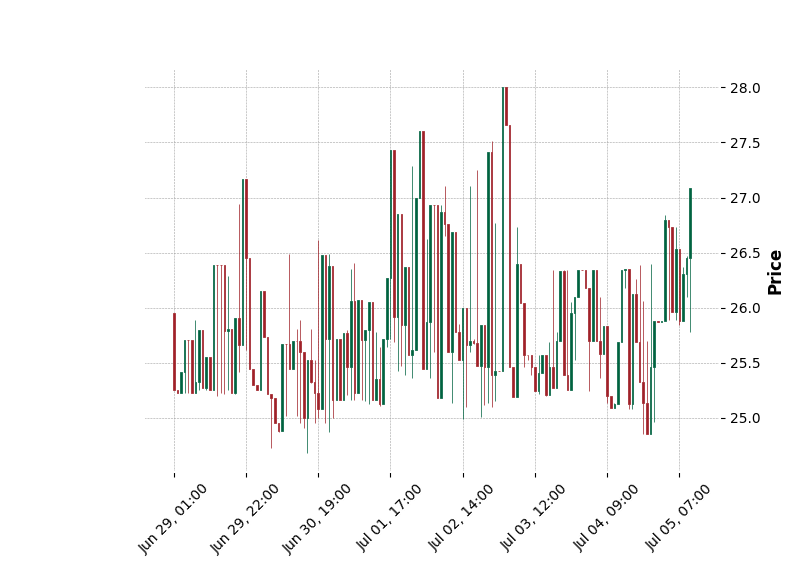 28.0
27.5
27.0
26.5
26.0
25.5
25.0
Price
Jun 29, 01:00
Jun 29, 22:00
Jun 30, 19:00
Jul 01, 17:00
Jul 02, 14:00
Jul 03, 12:00
Jul 04, 09:00
Jul 05, 07:00